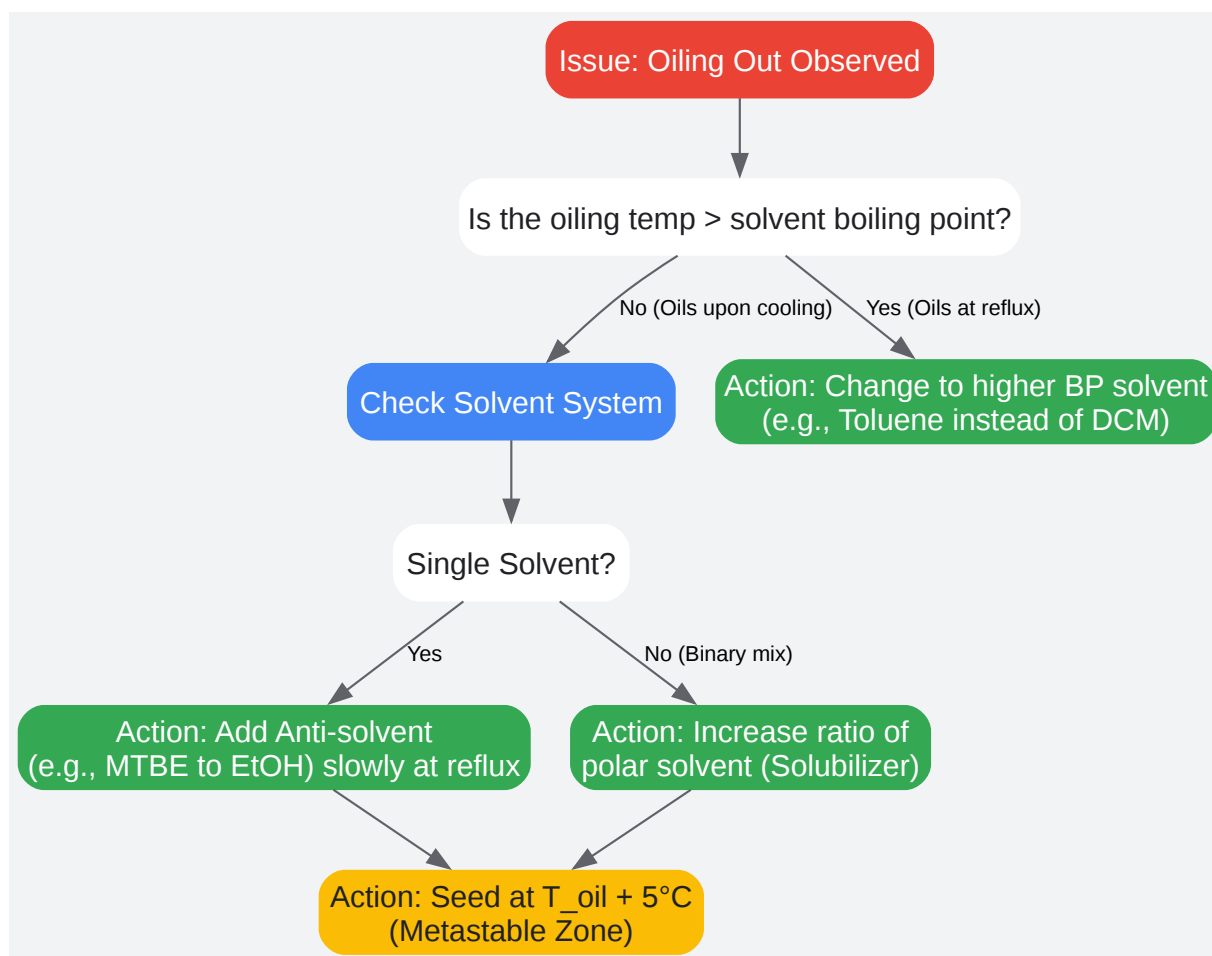 Issue: Oiling Out Observed
Is the oiling temp > solvent boiling point?
No (Oils upon cooling)
Yes (Oils at reflux)
Check Solvent System
Action: Change to higher BP solvent
(e.g., Toluene instead of DCM)
Single Solvent?
Yes
No (Binary mix)
Action: Add Anti-solvent
(e.g., MTBE to EtOH) slowly at reflux
Action: Increase ratio of
polar solvent (Solubilizer)
Action: Seed at T_oil + 5°C
(Metastable Zone)